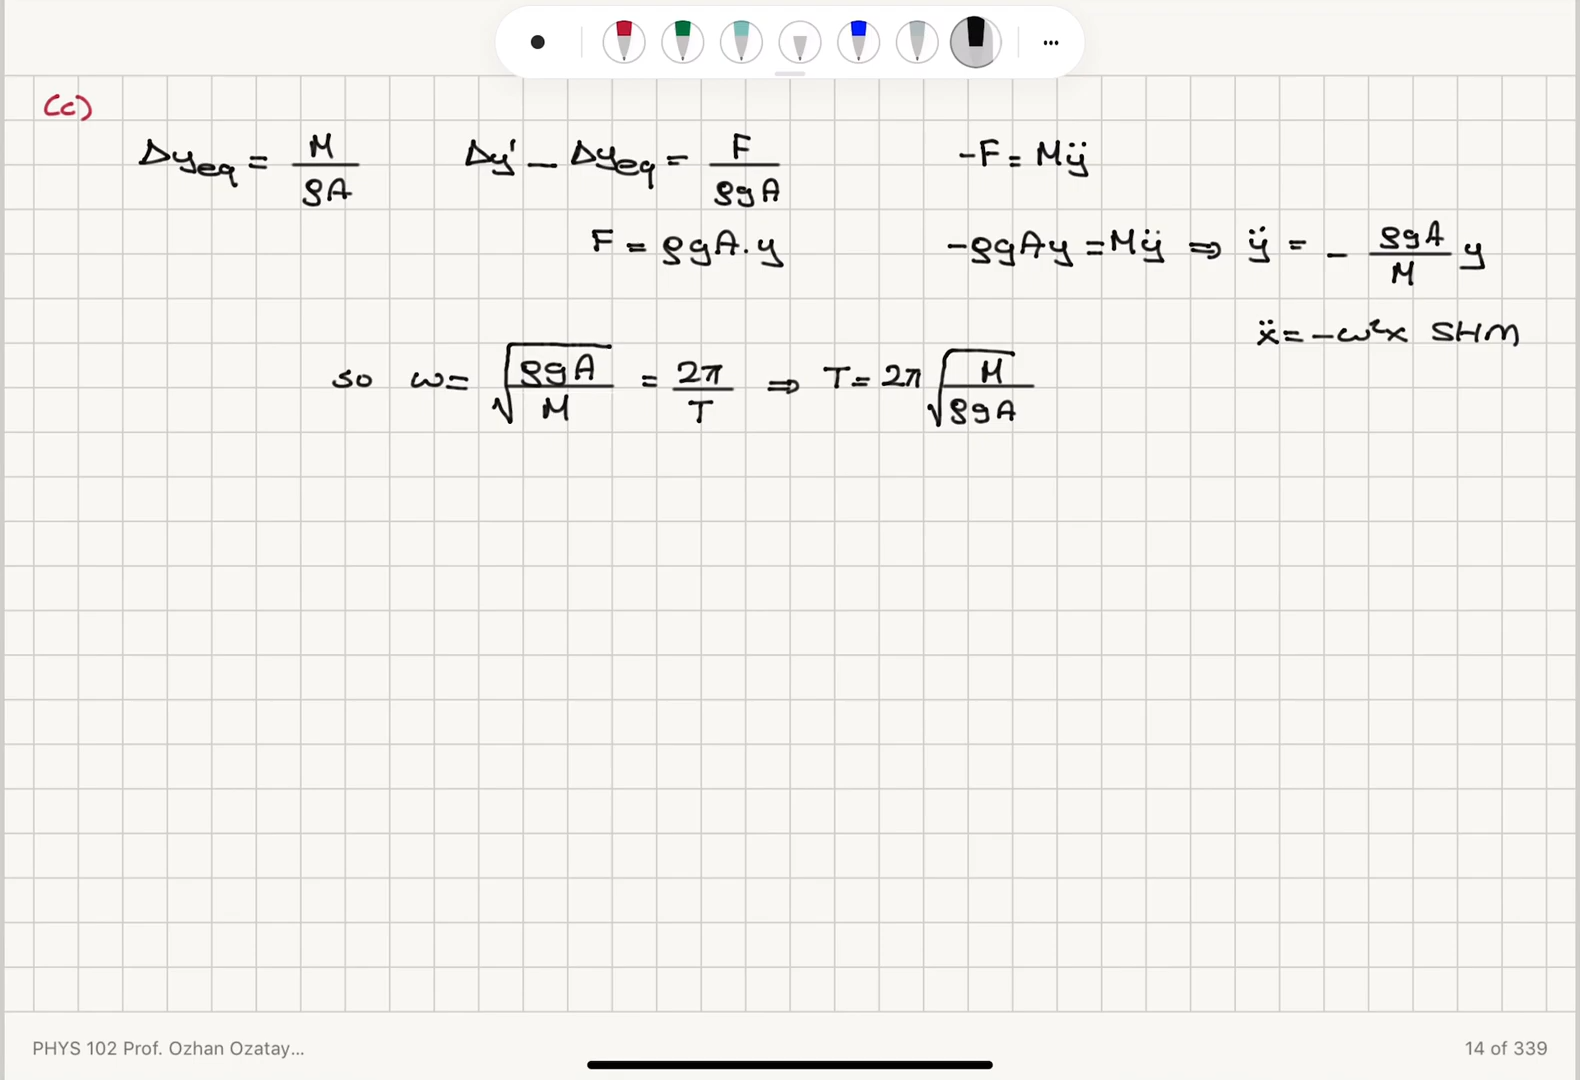 (c)
Δy_eq = M/ρA    Δy' - Δy_eq = F/ρgA    -F = Mÿ
F = ρgA·y    -ρgAy = Mÿ ⇒ ÿ = - ρgA/M y
ẍ = -ω²x SHM
so ω = √(ρgA/M) = 2π/T ⇒ T = 2π√(M/ρgA)
PHYS 102 Prof. Ozhan Ozatay...    14 of 339